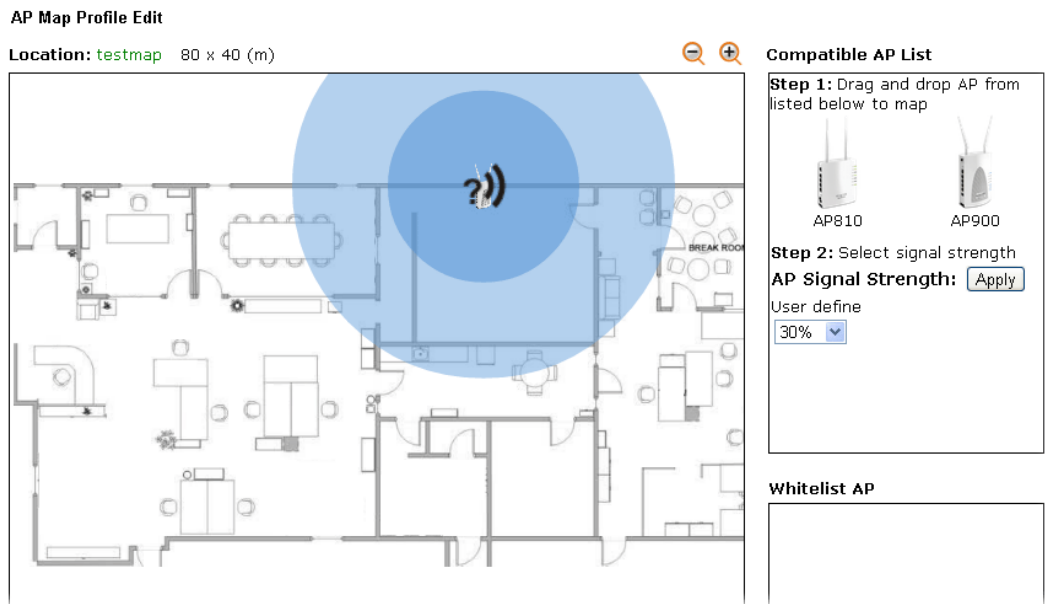 AP Map Profile Edit
Location: testmap 80 x 40 (m)
BREAK ROOM
?
Compatible AP List
Step 1: Drag and drop AP from
listed below to map
AP810
AP900
Step 2: Select signal strength
AP Signal Strength: Apply
User define
30%
Whitelist AP